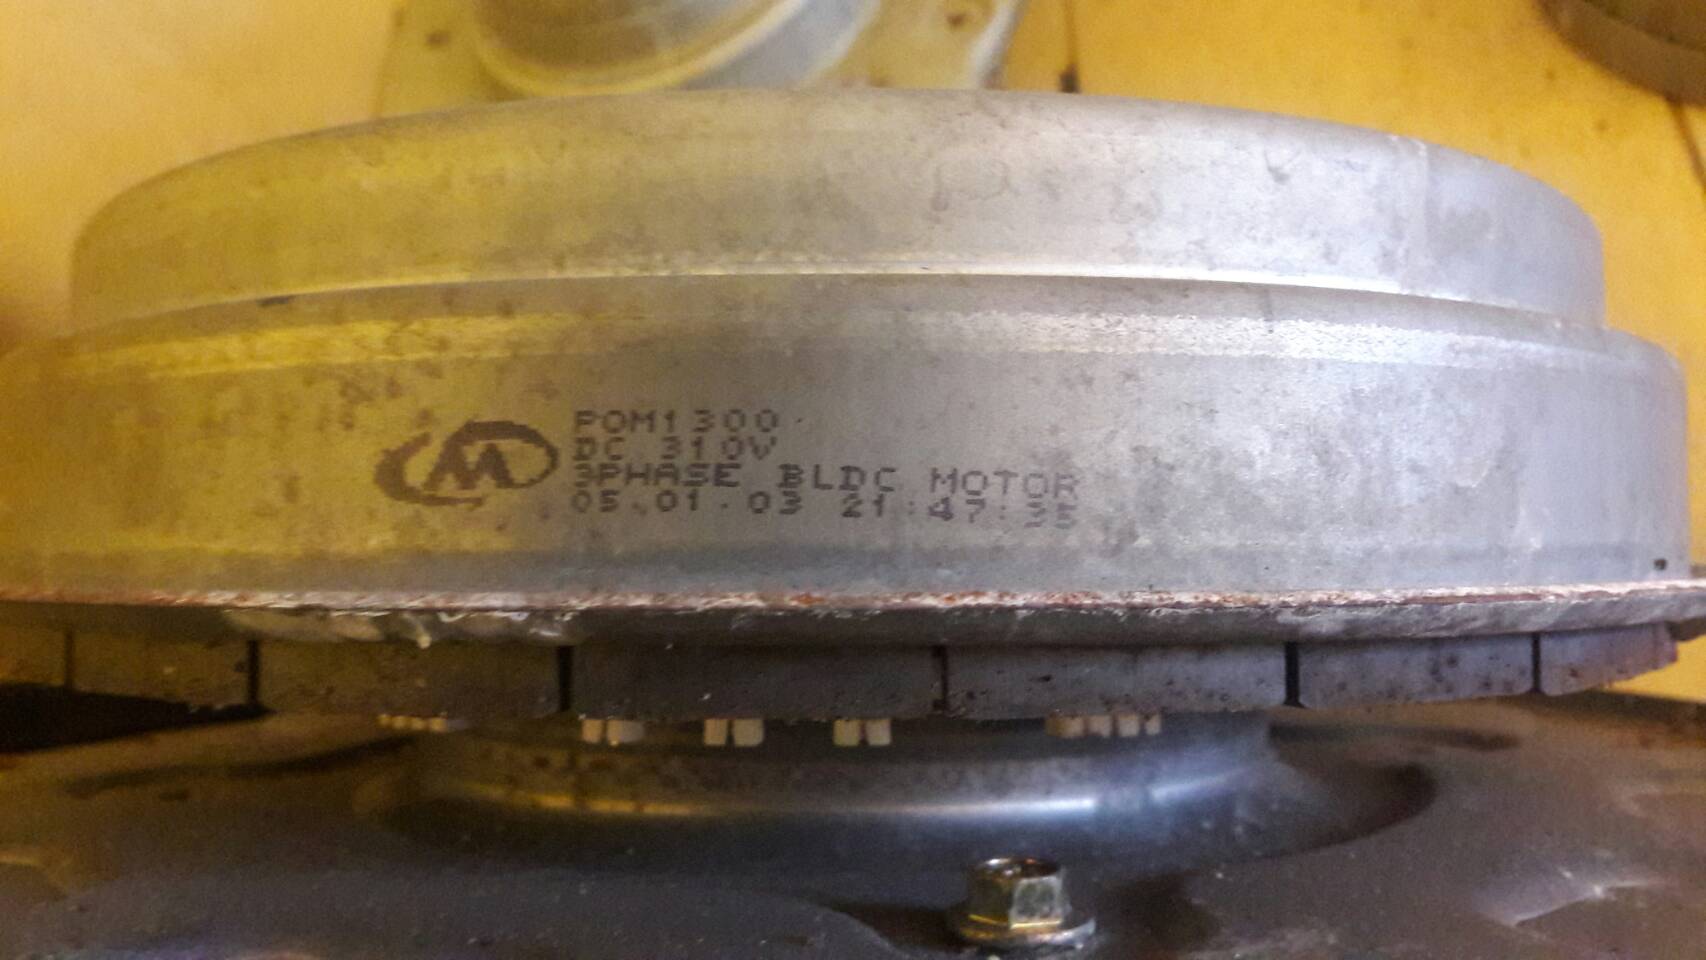 POM1300
DC 310V
3PHASE BLDC MOTOR
05.01.03 21:47:35